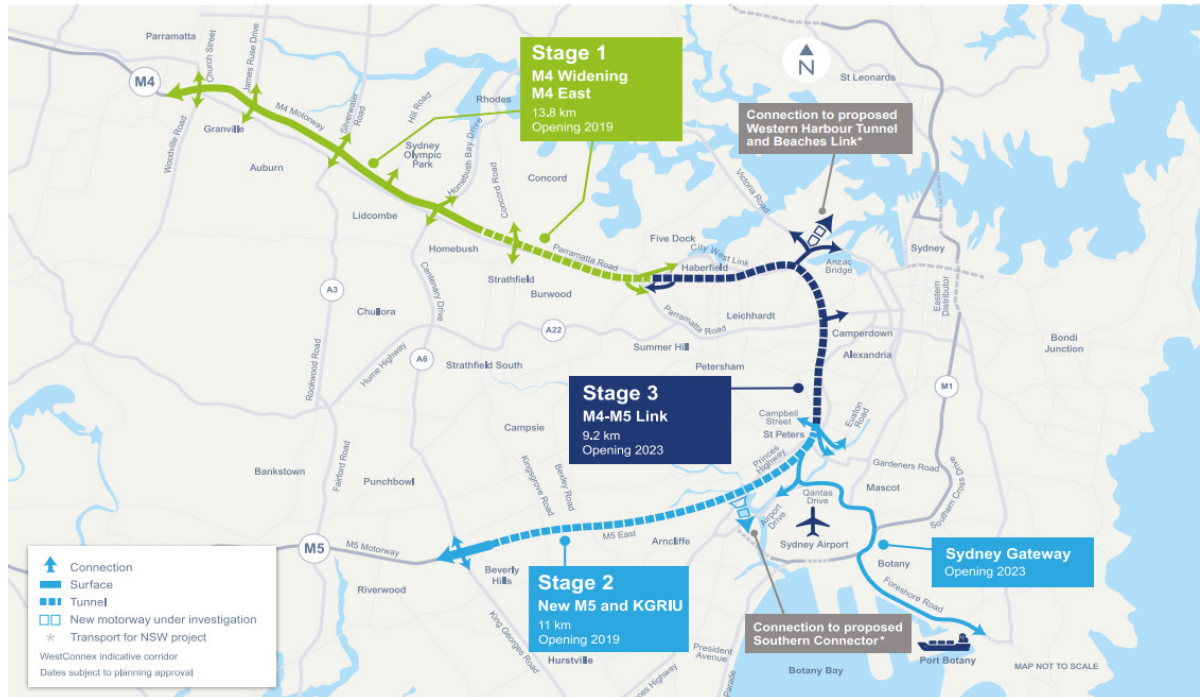 Parramatta
Church Street
James Ruse Drive
M4
Woodville Road
Granville
M4 Motorway
Auburn
Silverwater
Road
Hill Road
Sydney
Olympic
Park
Lidcombe
Stage 1
M4 Widening
M4 East
13.8 km
Opening 2019
Rhodes
Homebush Bay Drive
Concord Road
Concord
Homebush
Strathfield
Burwood
Parramatta Road
Five Dock
City West Link
Haberfield
N
St Leonards
Connection to proposed
Western Harbour Tunnel
and Beaches Link*
Victoria Road
Anzac
Bridge
Sydney
Eastern
Distributor
A3
Chullora
Centenary Drive
A22
Parramatta Road
Leichhardt
Summer Hill
Camperdown
Alexandria
Bondi
Junction
Rookwood Road
Hume Highway
A6
Strathfield South
Petersham
M1
Stage 3
M4-M5 Link
9.2 km
Opening 2023
Campbell
Street
St Peters
Euston
Road
Princes
Highway
Gardeners Road
Campsie
Bankstown
Fairford Road
Punchbowl
Kingsgrove Road
Bexley Road
Qantas
Drive
Mascot
Southern Cross Drive
Airport
Drive
Sydney Airport
M5
M5 Motorway
M5 East
Arncliffe
Beverly
Hills
Riverwood
Botany
Sydney Gateway
Opening 2023
Foreshore Road
Stage 2
New M5 and KGRIU
11 km
Opening 2019
King Georges Road
Hurstville
Connection to proposed
Southern Connector*
President
Avenue
Princes Highway
Parade
Botany Bay
Port Botany
MAP NOT TO SCALE
Connection
Surface
Tunnel
New motorway under investigation
* Transport for NSW project
WestConnex indicative corridor
Dates subject to planning approval